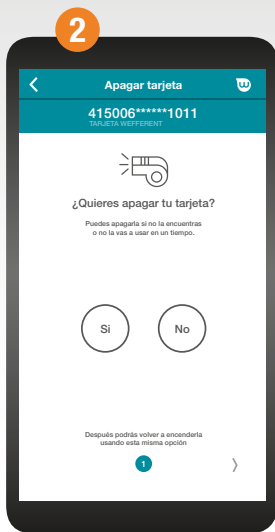 2
Apagar tarjeta
415006******1011
TARJETA WEFFERENT
¿Quieres apagar tu tarjeta?
Puedes apagarla si no la encuentras
o no la vas a usar en un tiempo.
Si No
Después podrás volver a encenderla
usando esta misma opción
1